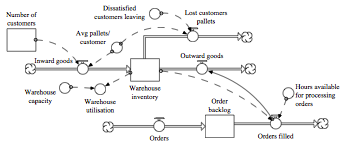 Number of
customers
Dissatisfied
customers leaving
Lost customers
pallets
Avg pallets/
customer
Inward goods
Outward goods
Warehouse
capacity
Warehouse
utilisation
Warehouse
inventory
Order
backlog
Hours available
for processing
orders
Orders
Orders filled